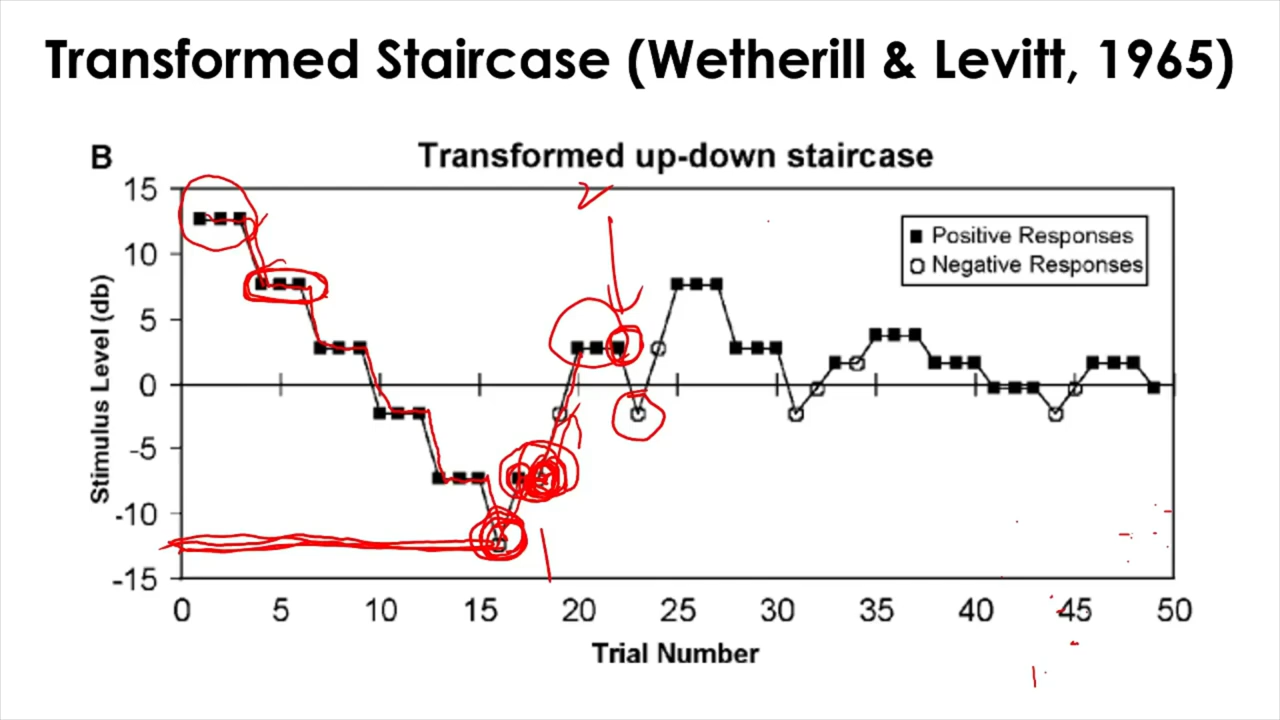 Transformed Staircase (Wetherill & Levitt, 1965)
B
Transformed up-down staircase
15
10
5
0
-5
-10
-15
Stimulus Level (db)
Positive Responses
Negative Responses
0 5 10 15 20 25 30 35 40 45 50
Trial Number